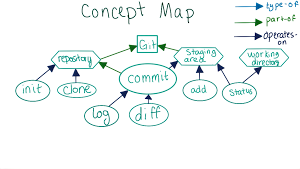 Concept Map
type-of
part-of
operates-
on
Git
repository
Staging
area
working
directory
commit
init
clone
add
Status
log
diff